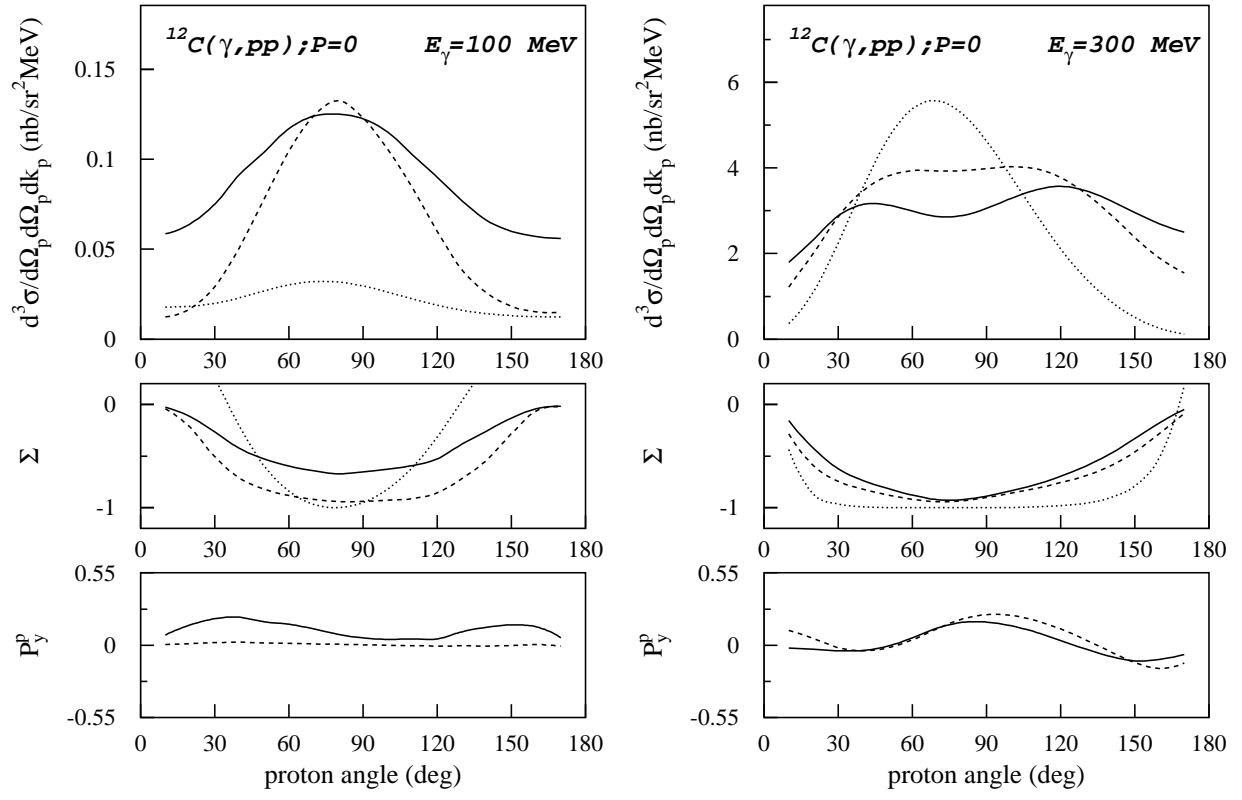 ¹²C(γ,pp);P=0 Eγ=100 MeV
d³σ/dΩₚdΩₚdkₚ (nb/sr²MeV)
0.15
0.1
0.05
0
0 30 60 90 120 150 180
Σ
0
-1
0 30 60 90 120 150 180
P_y^p
0.55
0
-0.55
0 30 60 90 120 150 180
proton angle (deg)
¹²C(γ,pp);P=0 Eγ=300 MeV
d³σ/dΩₚdΩₚdkₚ (nb/sr²MeV)
6
4
2
0
0 30 60 90 120 150 180
Σ
0
-1
0 30 60 90 120 150 180
P_y^p
0.55
0
-0.55
0 30 60 90 120 150 180
proton angle (deg)